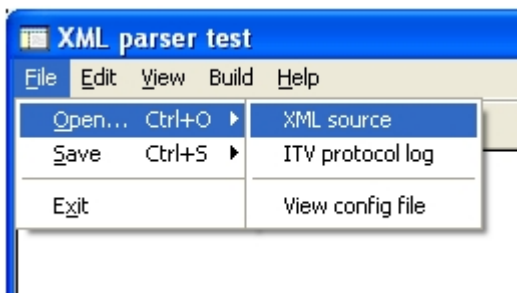 XML parser test
File Edit View Build Help
Open... Ctrl+O XML source
Save Ctrl+S ITV protocol log
Exit View config file